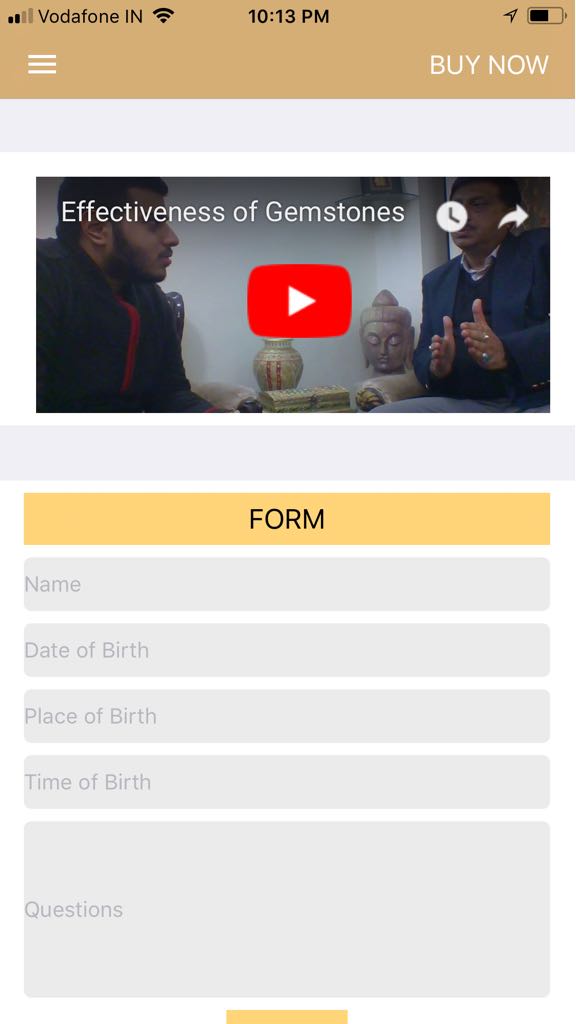 Vodafone IN 10:13 PM
BUY NOW
Effectiveness of Gemstones
FORM
Name
Date of Birth
Place of Birth
Time of Birth
Questions